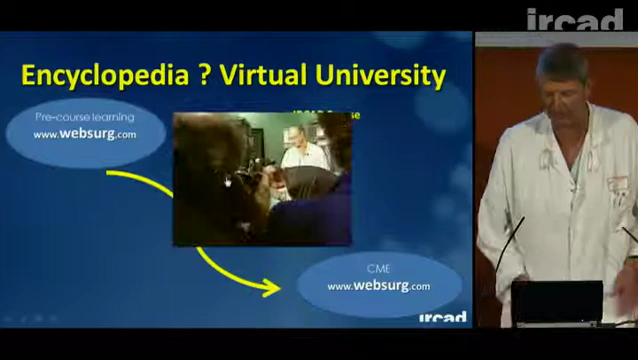 ircad
Encyclopedia ? Virtual University
Pre-course learning
www.websurg.com
CME
www.websurg.com
ircad